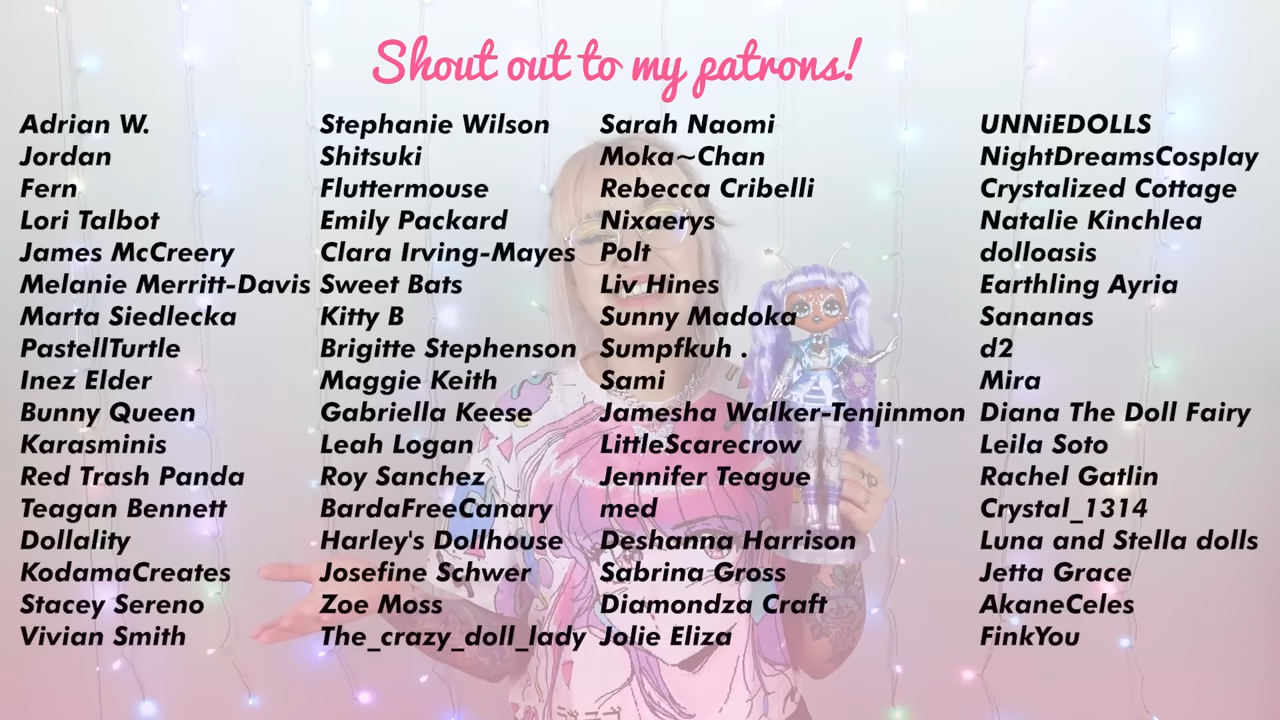 Shout out to my patrons!
Adrian W.
Jordan
Fern
Lori Talbot
James McCreery
Melanie Merritt-Davis
Marta Siedlecka
PastellTurtle
Inez Elder
Bunny Queen
Karasminis
Red Trash Panda
Teagan Bennett
Dollality
KodamaCreates
Stacey Sereno
Vivian Smith
Stephanie Wilson
Shitsuki
Fluttermouse
Emily Packard
Clara Irving-Mayes
Sweet Bats
Kitty B
Brigitte Stephenson
Maggie Keith
Gabriella Keese
Leah Logan
Roy Sanchez
BardaFreeCanary
Harley's Dollhouse
Josefine Schwer
Zoe Moss
The_crazy_doll_lady
Sarah Naomi
Moka~Chan
Rebecca Cribelli
Nixaerys
Polt
Liv Hines
Sunny Madoka
Sumpfkuh .
Sami
Jamesha Walker-Tenjinmon
LittleScarecrow
Jennifer Teague
med
Deshanna Harrison
Sabrina Gross
Diamondza Craft
Jolie Eliza
UNNiEDOLLS
NightDreamsCosplay
Crystalized Cottage
Natalie Kinchlea
dolloasis
Earthling Ayria
Sananas
d2
Mira
Diana The Doll Fairy
Leila Soto
Rachel Gatlin
Crystal_1314
Luna and Stella dolls
Jetta Grace
AkaneCeles
FinkYou